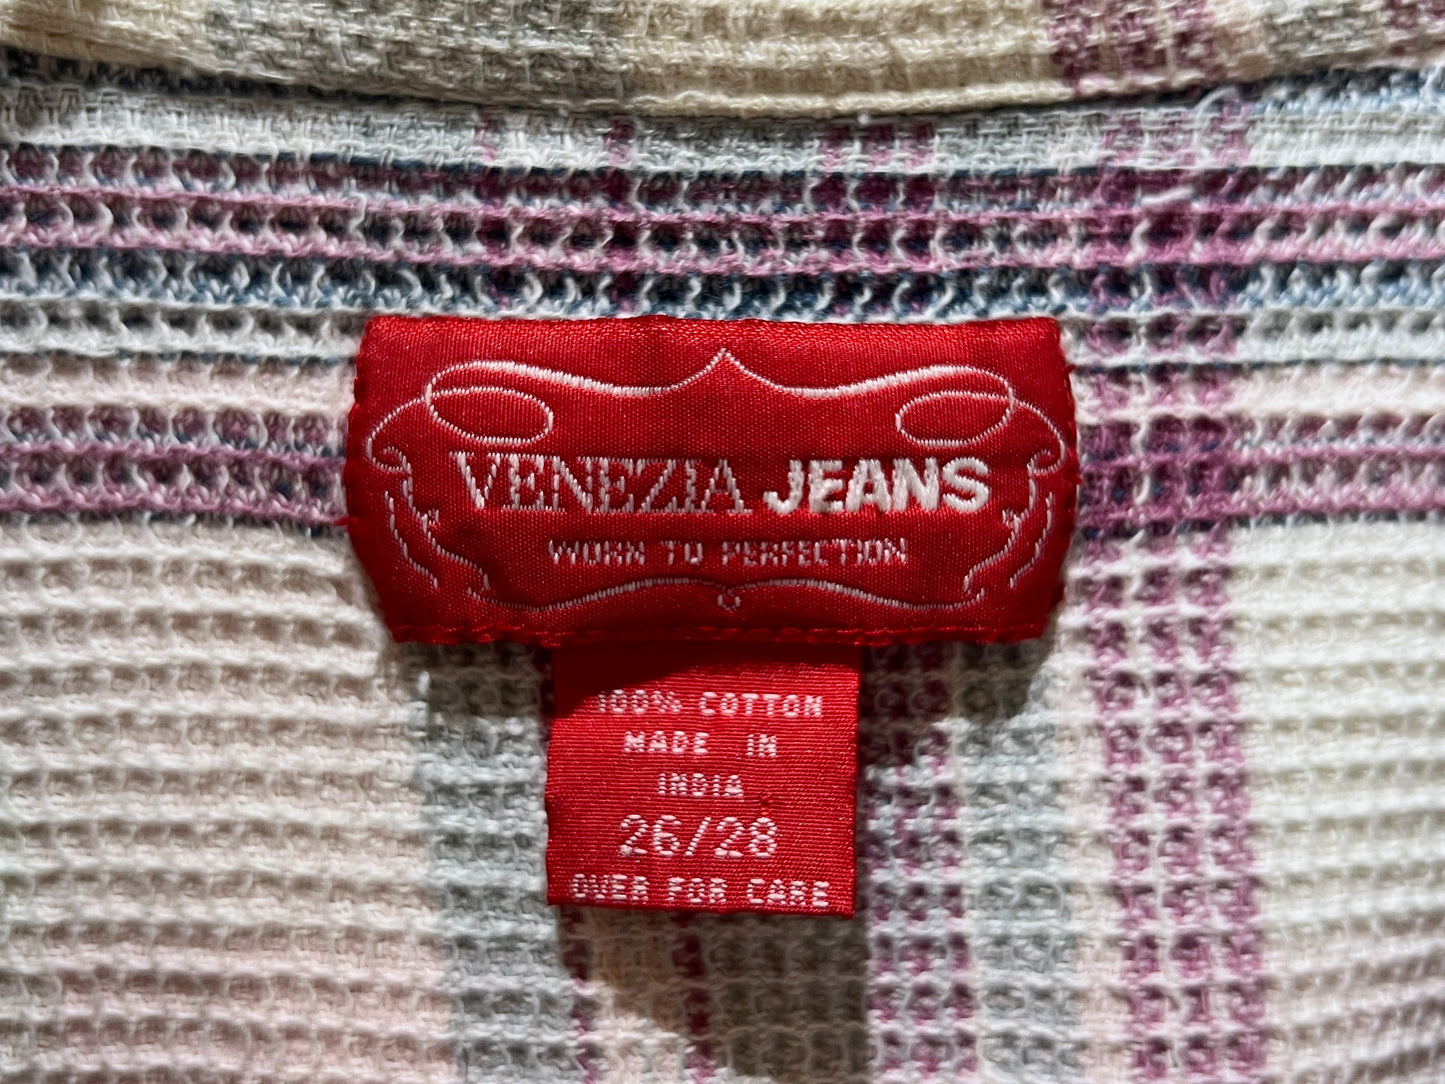 VENEZIA JEANS
WORN TO PERFECTION
100% COTTON
MADE IN
INDIA
26/28
OVER FOR CARE